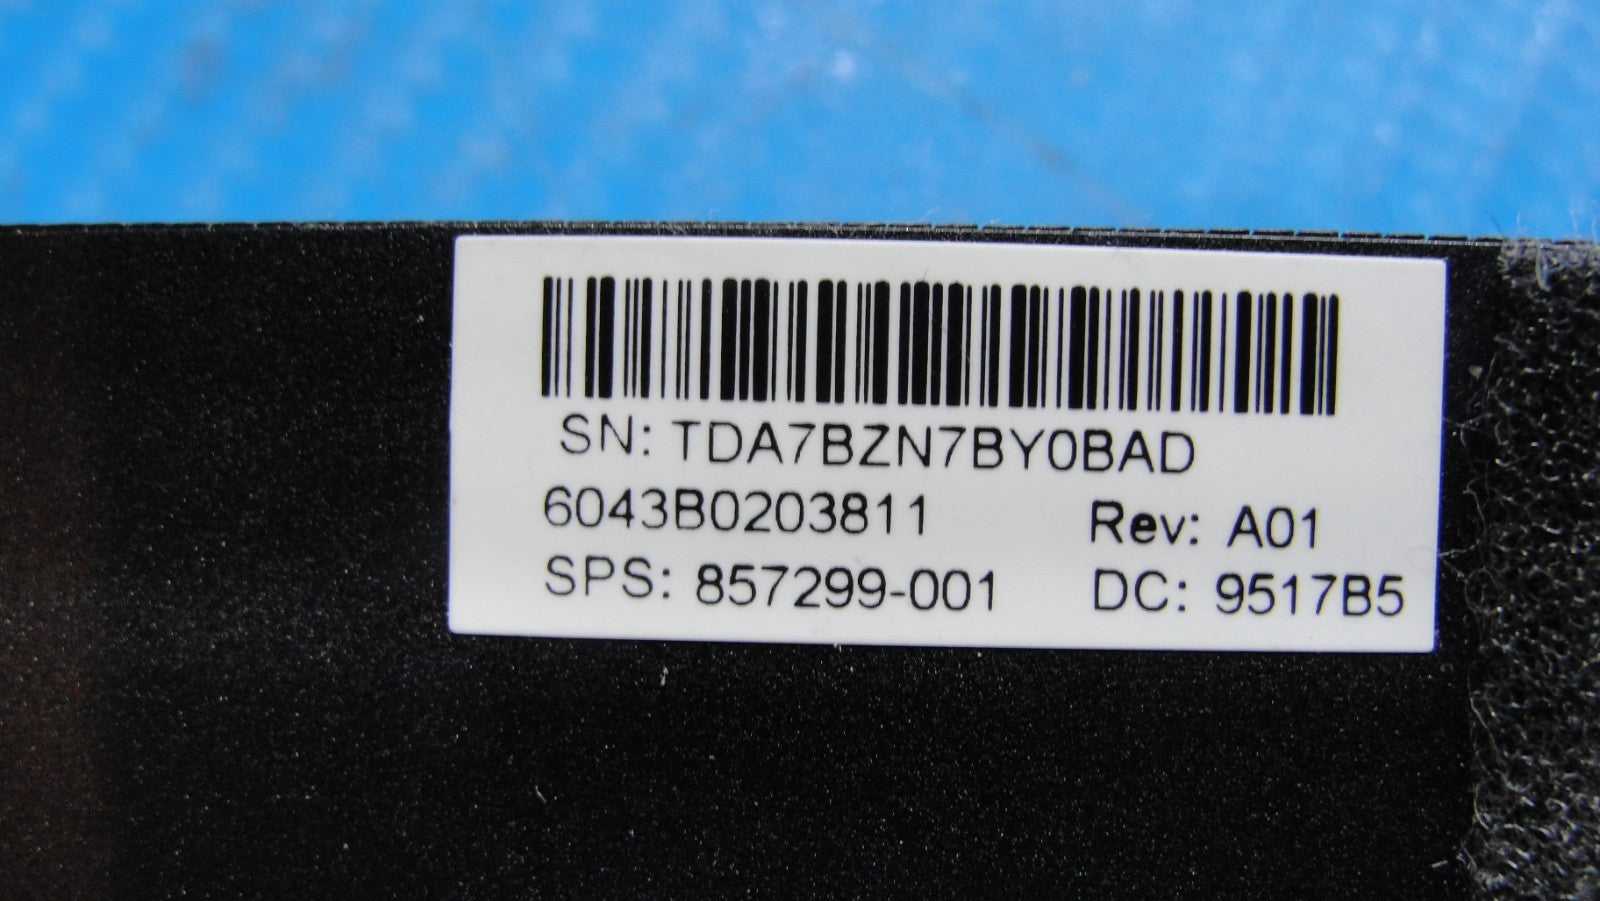 SN: TDA7BZN7BY0BAD
6043B0203811 Rev: A01
SPS: 857299-001 DC: 9517B5